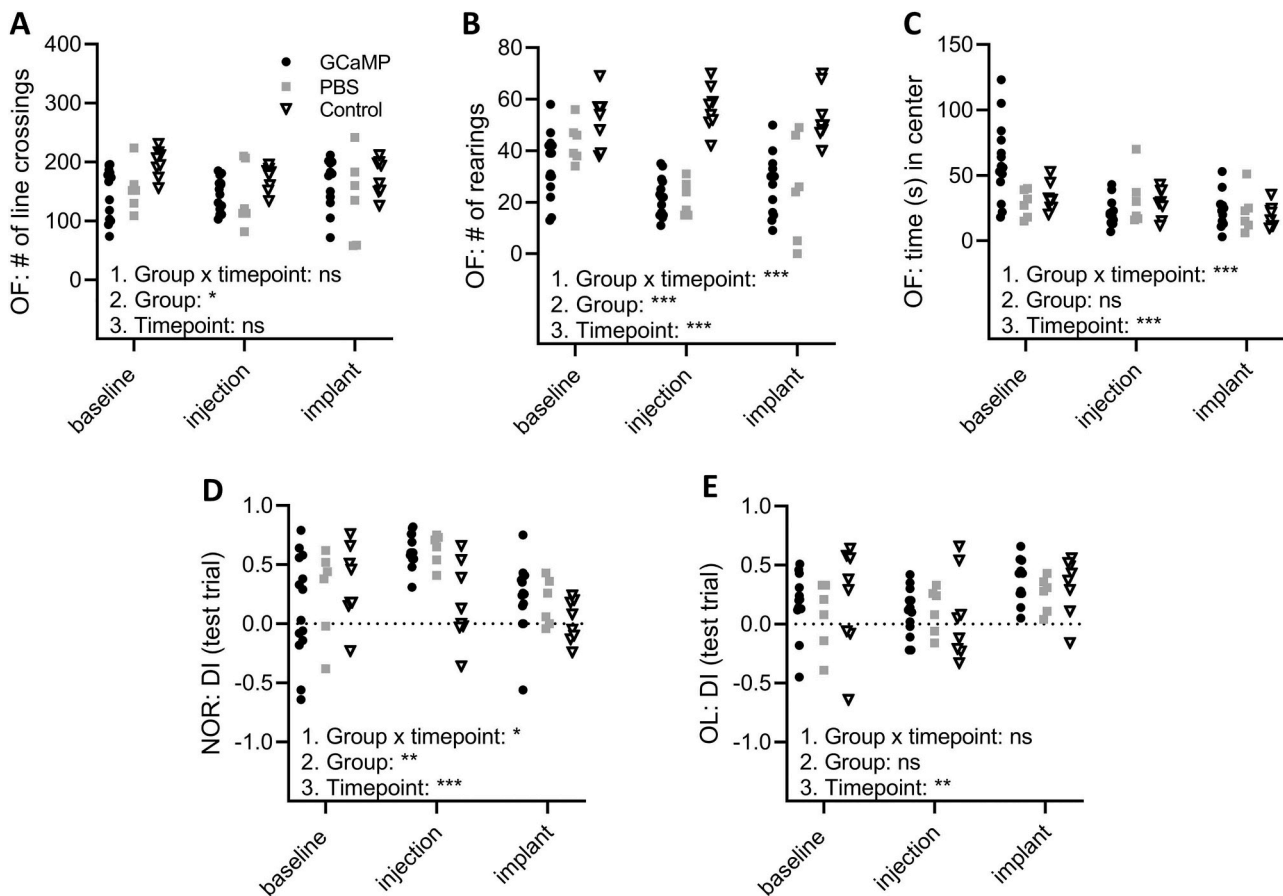 A
OF: # of line crossings
400
300
200
100
0
GCaMP
PBS
Control
1. Group x timepoint: ns
2. Group: *
3. Timepoint: ns
baseline
injection
implant
B
OF: # of rearings
80
60
40
20
0
1. Group x timepoint: ***
2. Group: ***
3. Timepoint: ***
baseline
injection
implant
C
OF: time (s) in center
150
100
50
0
1. Group x timepoint: ***
2. Group: ns
3. Timepoint: ***
baseline
injection
implant
D
NOR: DI (test trial)
1.0
0.5
0.0
-0.5
-1.0
1. Group x timepoint: *
2. Group: **
3. Timepoint: ***
baseline
injection
implant
E
OL: DI (test trial)
1.0
0.5
0.0
-0.5
-1.0
1. Group x timepoint: ns
2. Group: ns
3. Timepoint: **
baseline
injection
implant